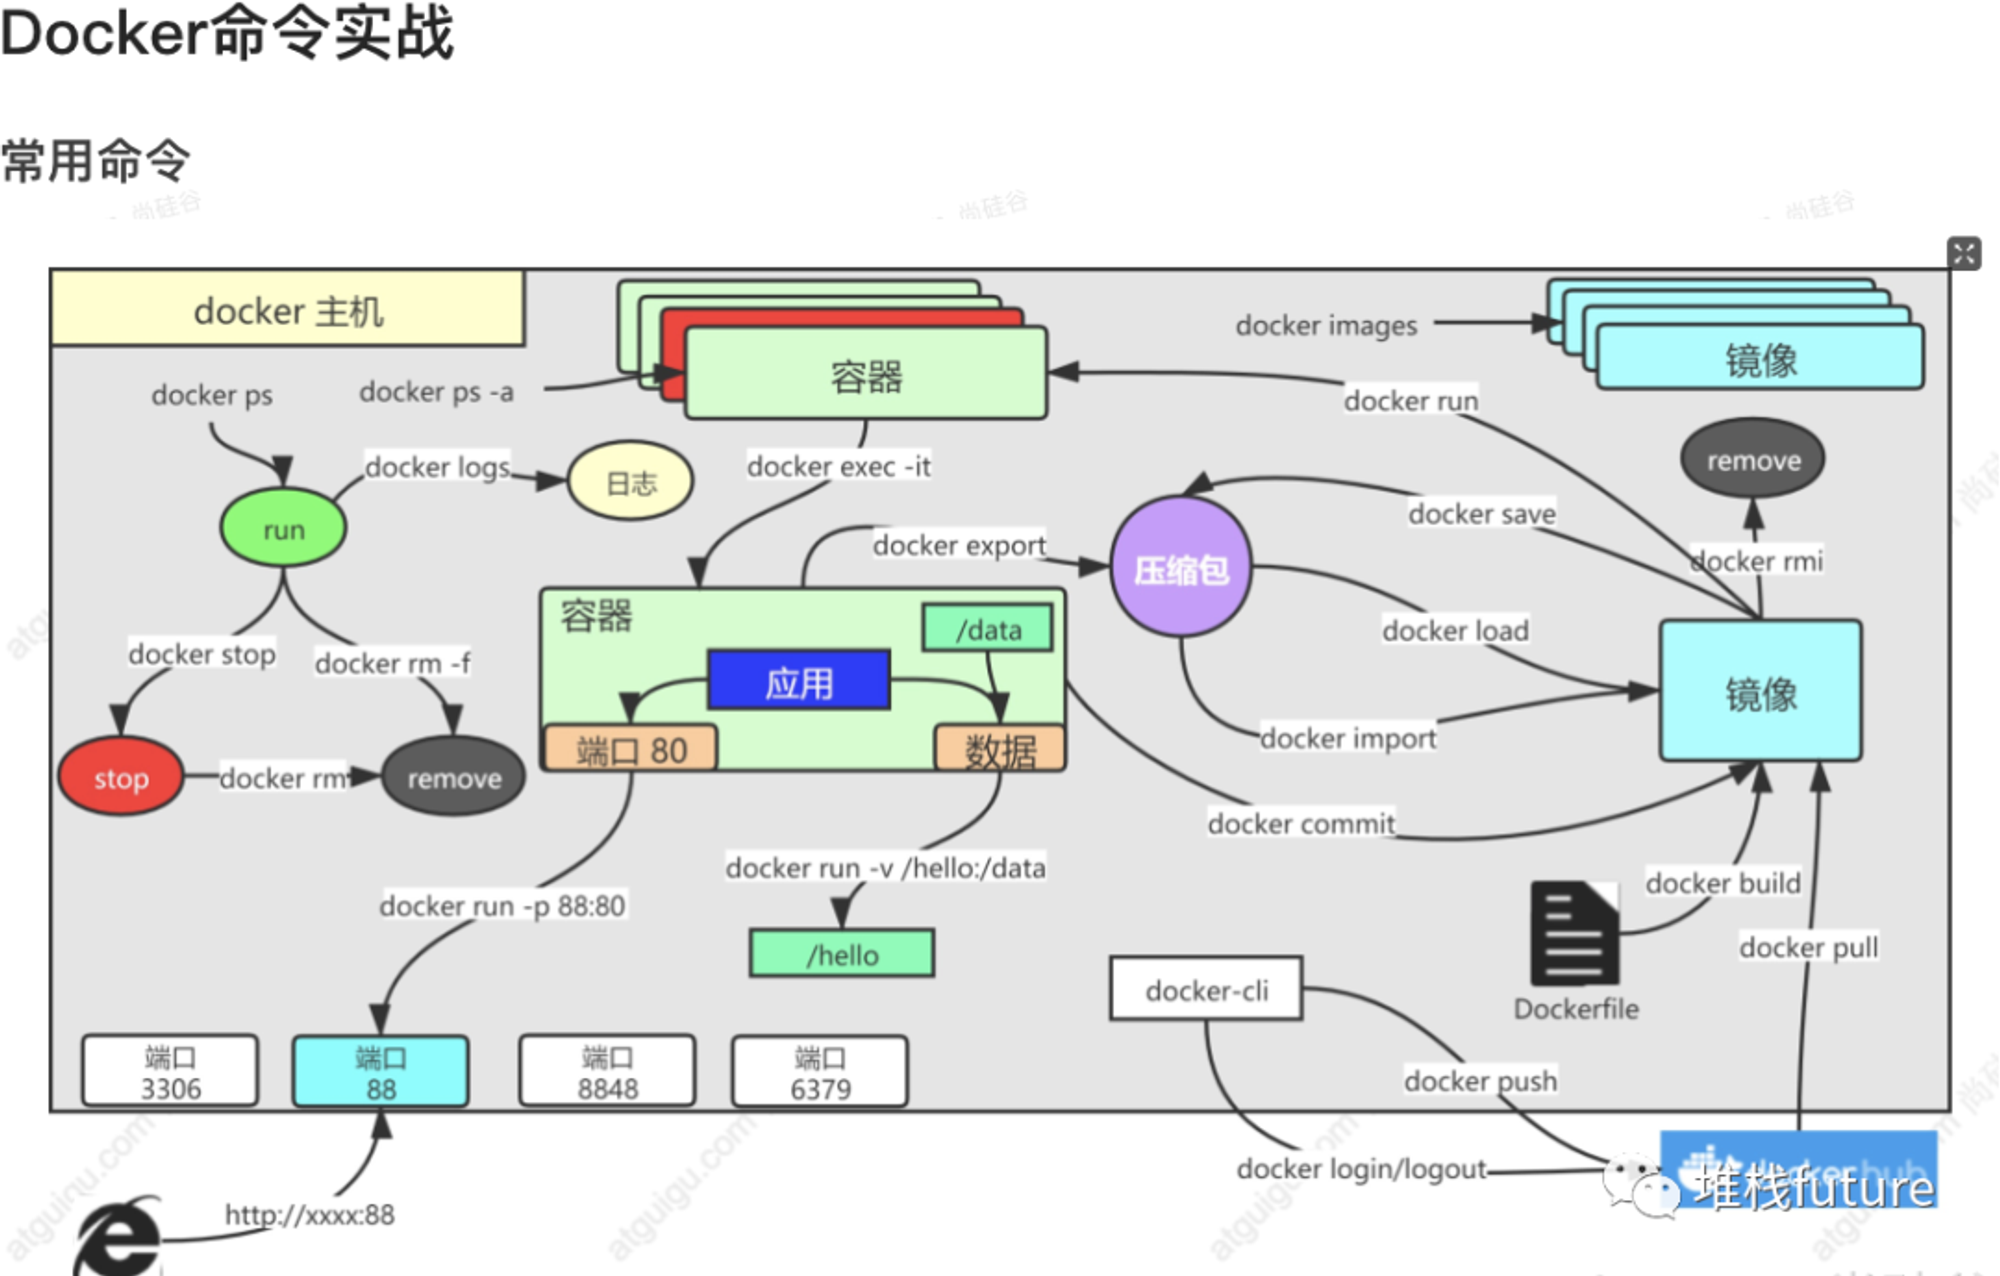 Docker命令实战
常用命令
尚硅谷
尚硅谷
尚硅谷
docker 主机
容器
docker images
镜像
docker ps
docker ps -a
docker run
docker logs
日志
docker exec -it
remove
run
docker export
压缩包
docker save
docker rmi
容器
/data
docker load
docker stop
docker rm -f
应用
镜像
端口 80
数据
docker import
stop
docker rm
remove
docker commit
docker run -v /hello:/data
docker build
docker run -p 88:80
docker pull
/hello
docker-cli
Dockerfile
端口
3306
端口
88
端口
8848
端口
6379
docker push
docker login/logout
docker hub
堆栈future
http://xxxx:88
atguigu.com
atguigu.com
atguigu.com